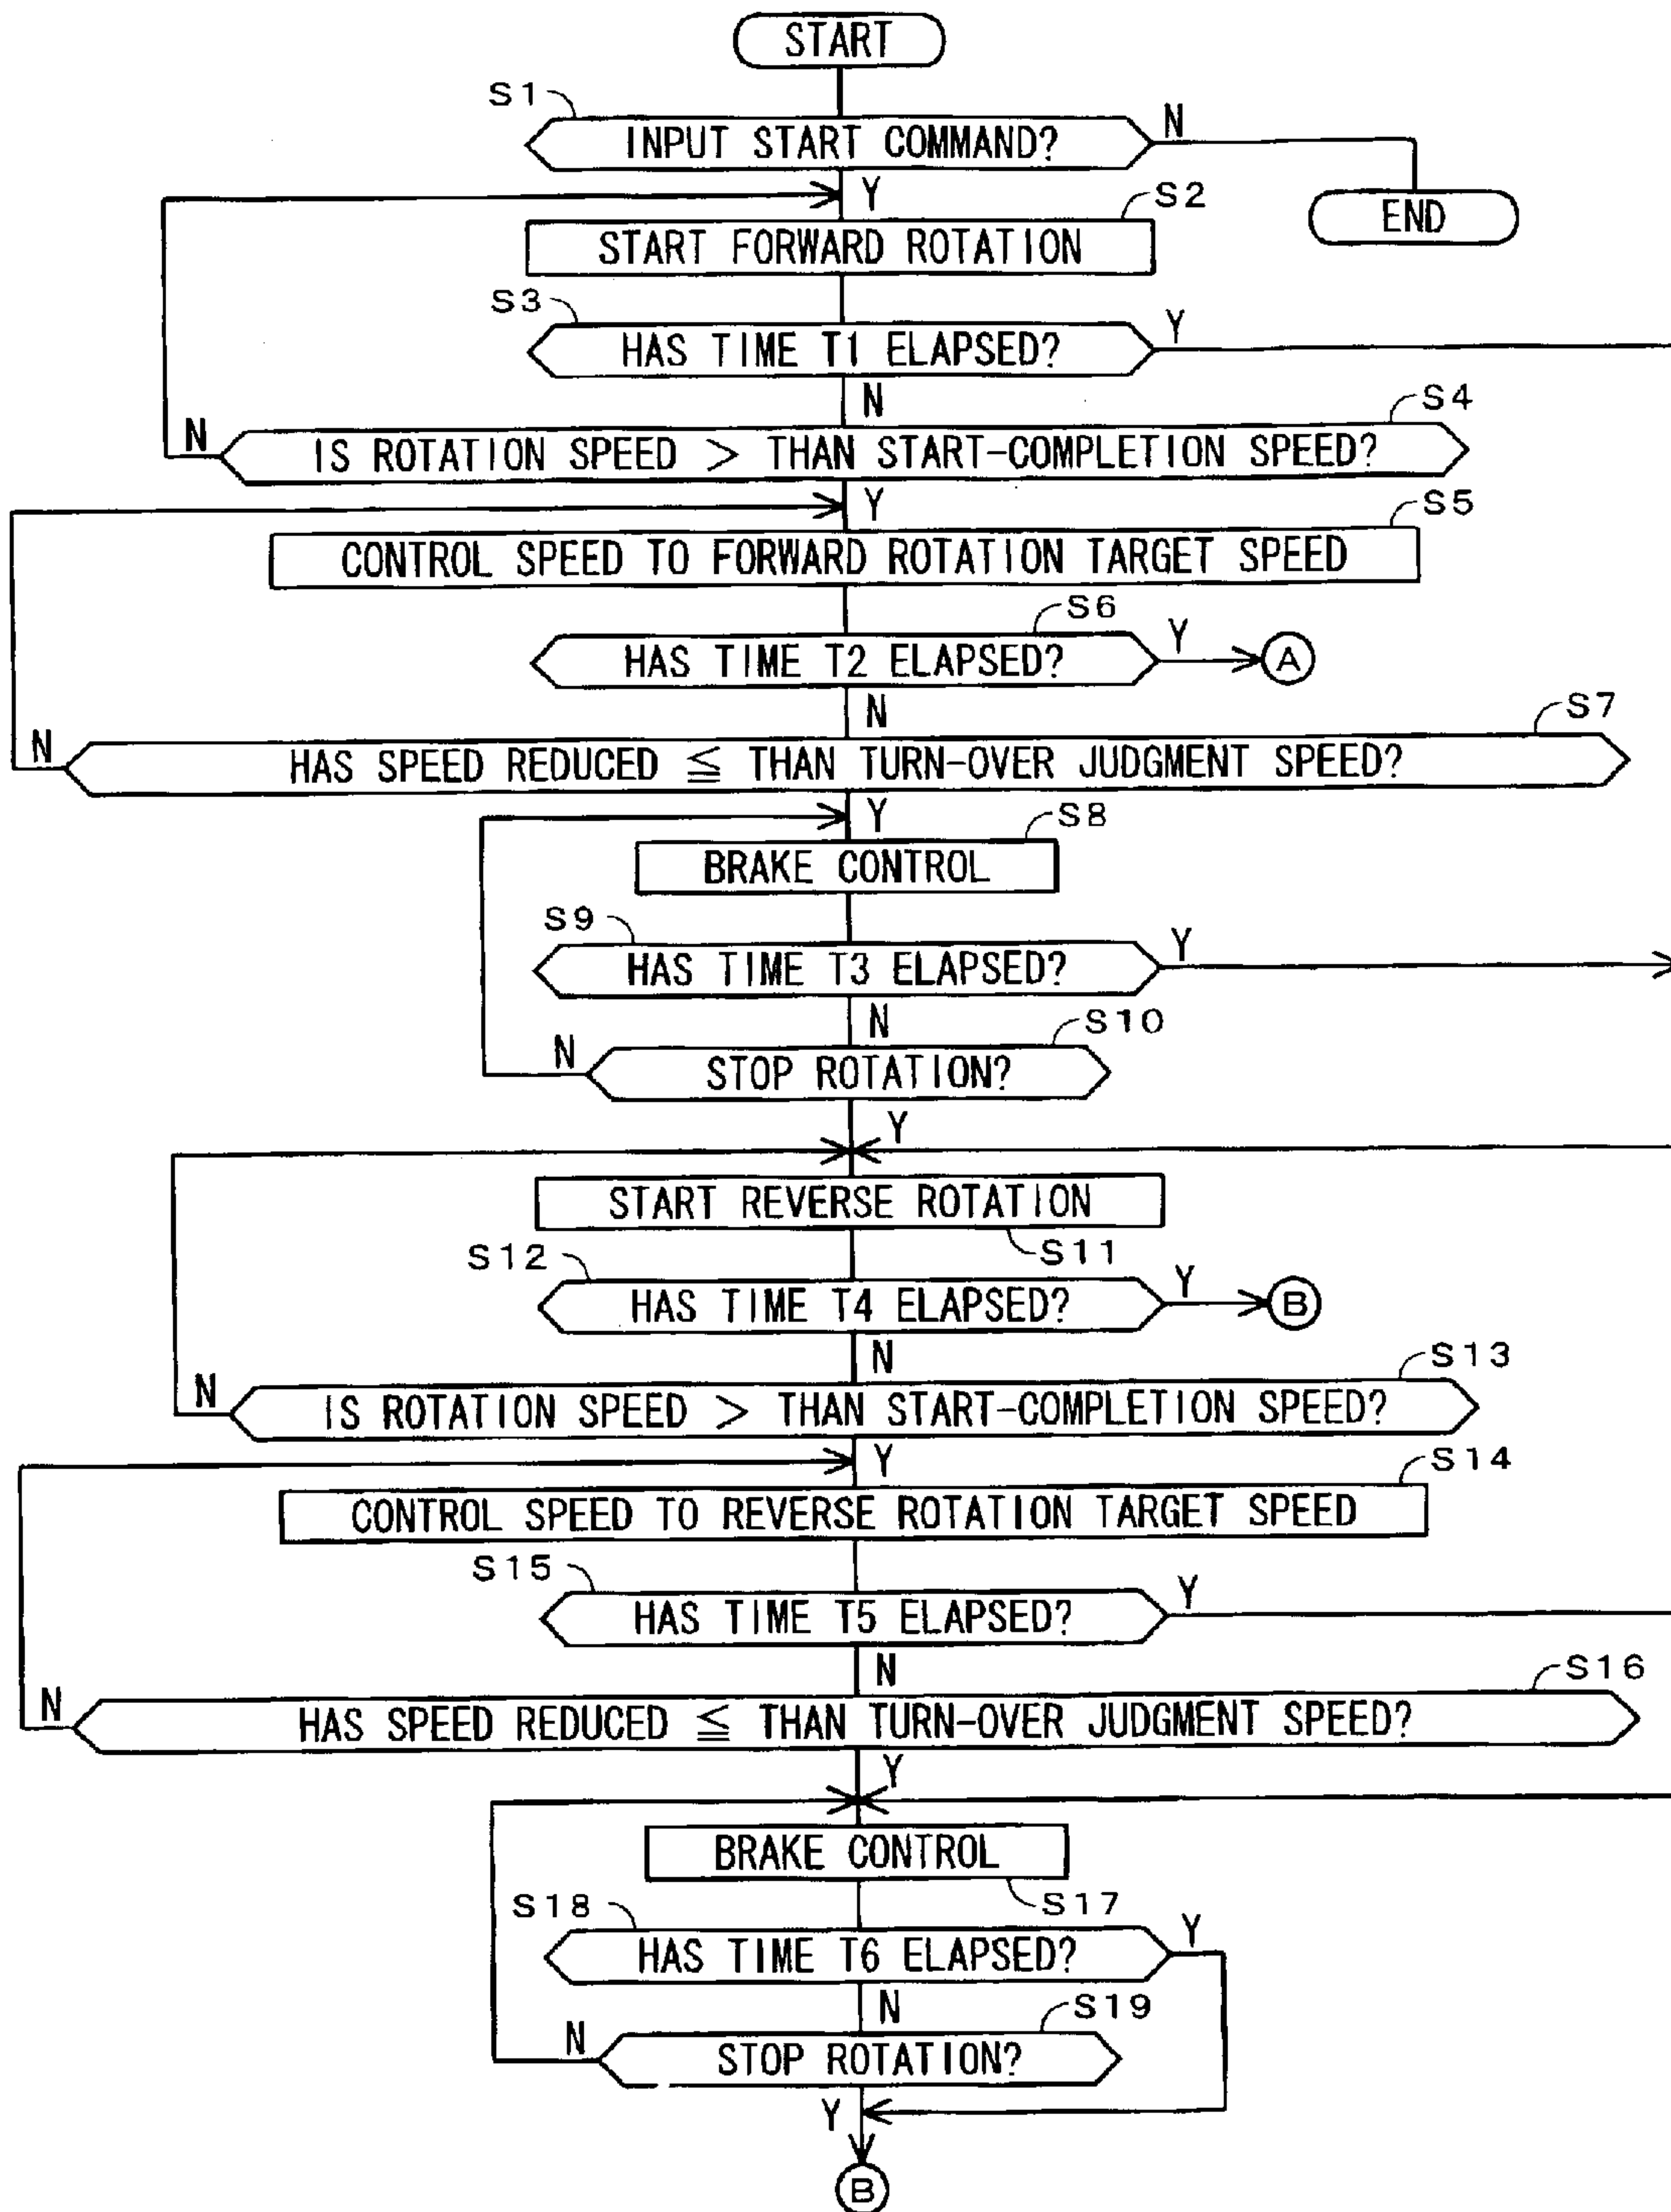 START
S1
INPUT START COMMAND?
N
END
Y
S2
START FORWARD ROTATION
S3
HAS TIME T1 ELAPSED?
Y
N
S4
N
IS ROTATION SPEED > THAN START-COMPLETION SPEED?
Y
S5
CONTROL SPEED TO FORWARD ROTATION TARGET SPEED
S6
HAS TIME T2 ELAPSED?
Y
A
N
S7
N
HAS SPEED REDUCED ≦ THAN TURN-OVER JUDGMENT SPEED?
Y
S8
BRAKE CONTROL
S9
HAS TIME T3 ELAPSED?
Y
N
S10
N
STOP ROTATION?
Y
START REVERSE ROTATION
S11
S12
HAS TIME T4 ELAPSED?
Y
B
N
S13
N
IS ROTATION SPEED > THAN START-COMPLETION SPEED?
Y
S14
CONTROL SPEED TO REVERSE ROTATION TARGET SPEED
S15
HAS TIME T5 ELAPSED?
Y
N
S16
N
HAS SPEED REDUCED ≦ THAN TURN-OVER JUDGMENT SPEED?
Y
BRAKE CONTROL
S17
S18
HAS TIME T6 ELAPSED?
Y
N
S19
N
STOP ROTATION?
Y
B